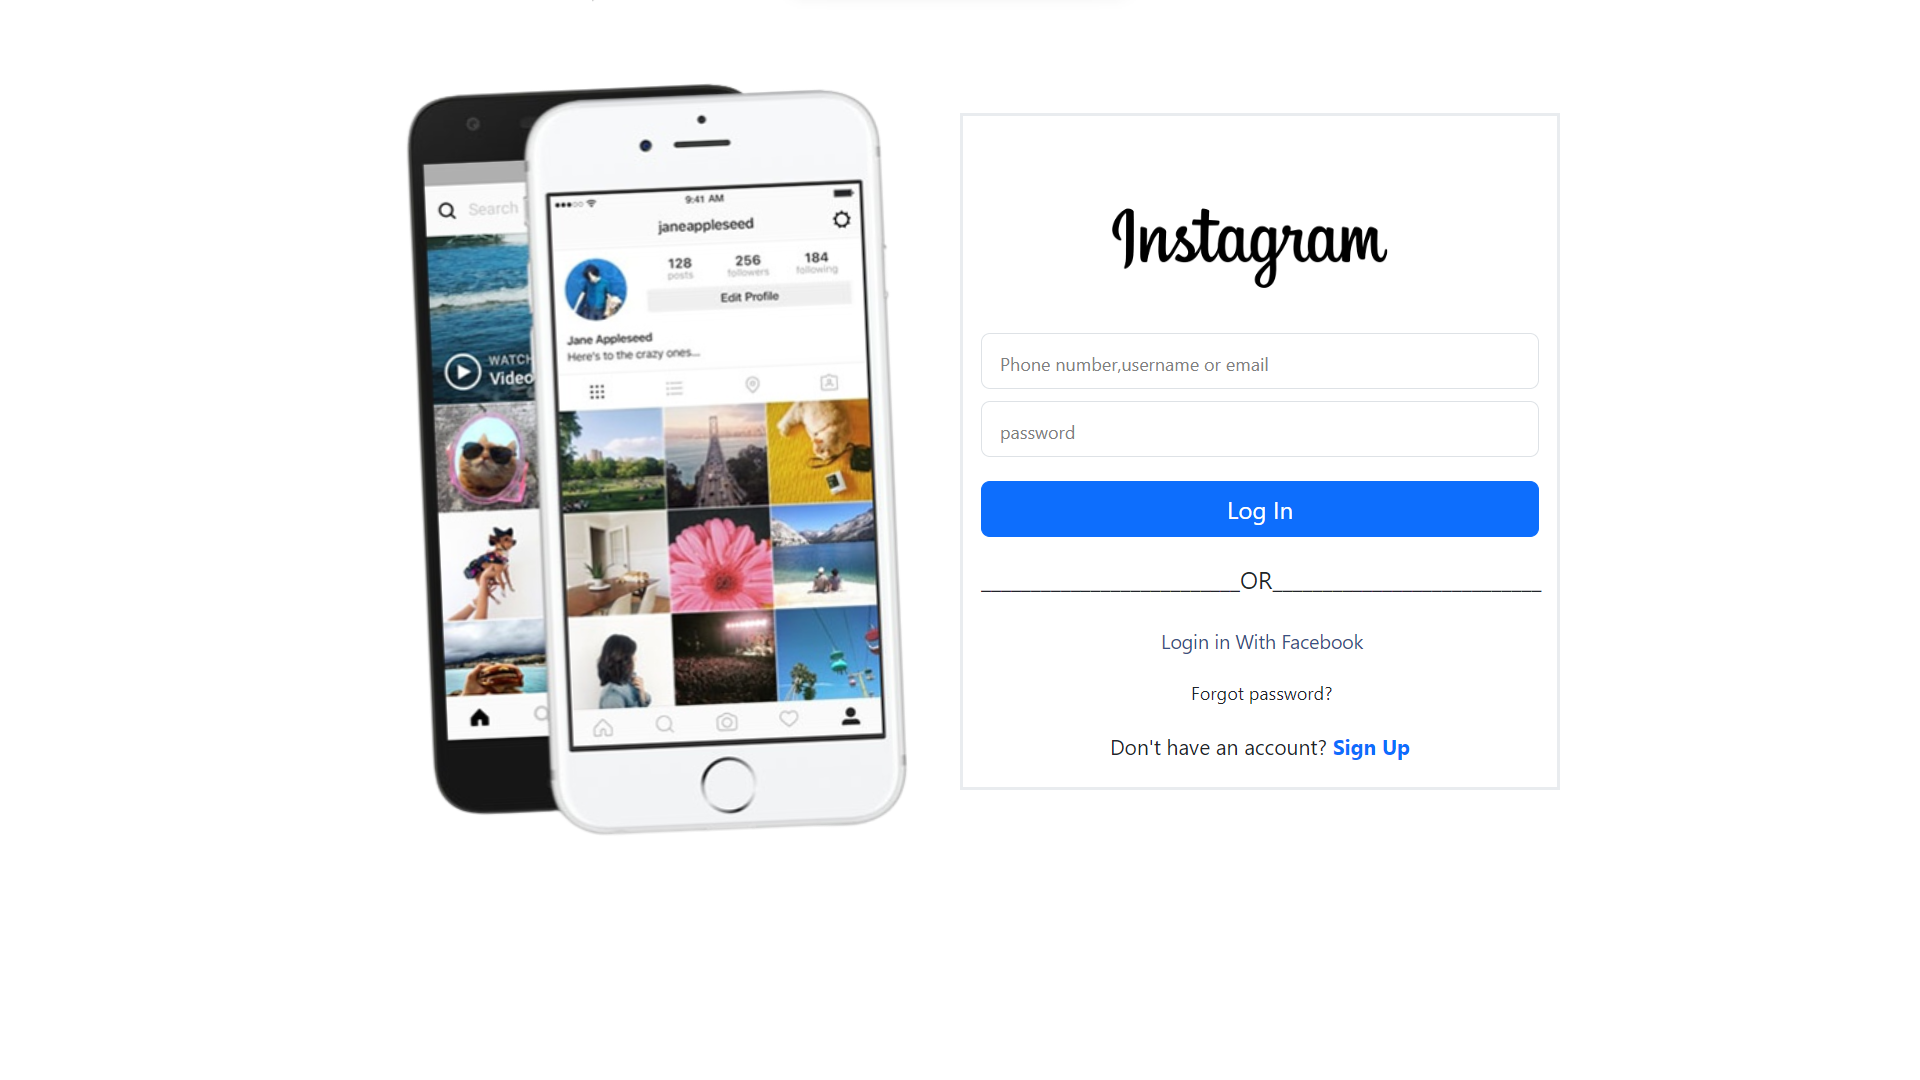 Search
WATCH
Video
9:41 AM
janeappleseed
128
posts
256
followers
184
following
Edit Profile
Jane Appleseed
Here's to the crazy ones...
Instagram
Phone number,username or email
password
Log In
__________________________OR___________________________
Login in With Facebook
Forgot password?
Don't have an account? Sign Up